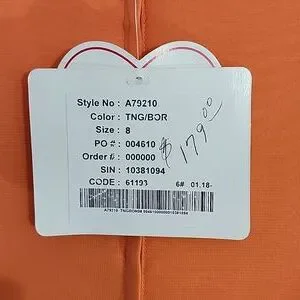 Style No : A79210
Color : TNG/BOR
Size : 8
PO # : 004610
Order # : 000000
SIN : 10381094
CODE : 61193
6# 01.18-
$179.00